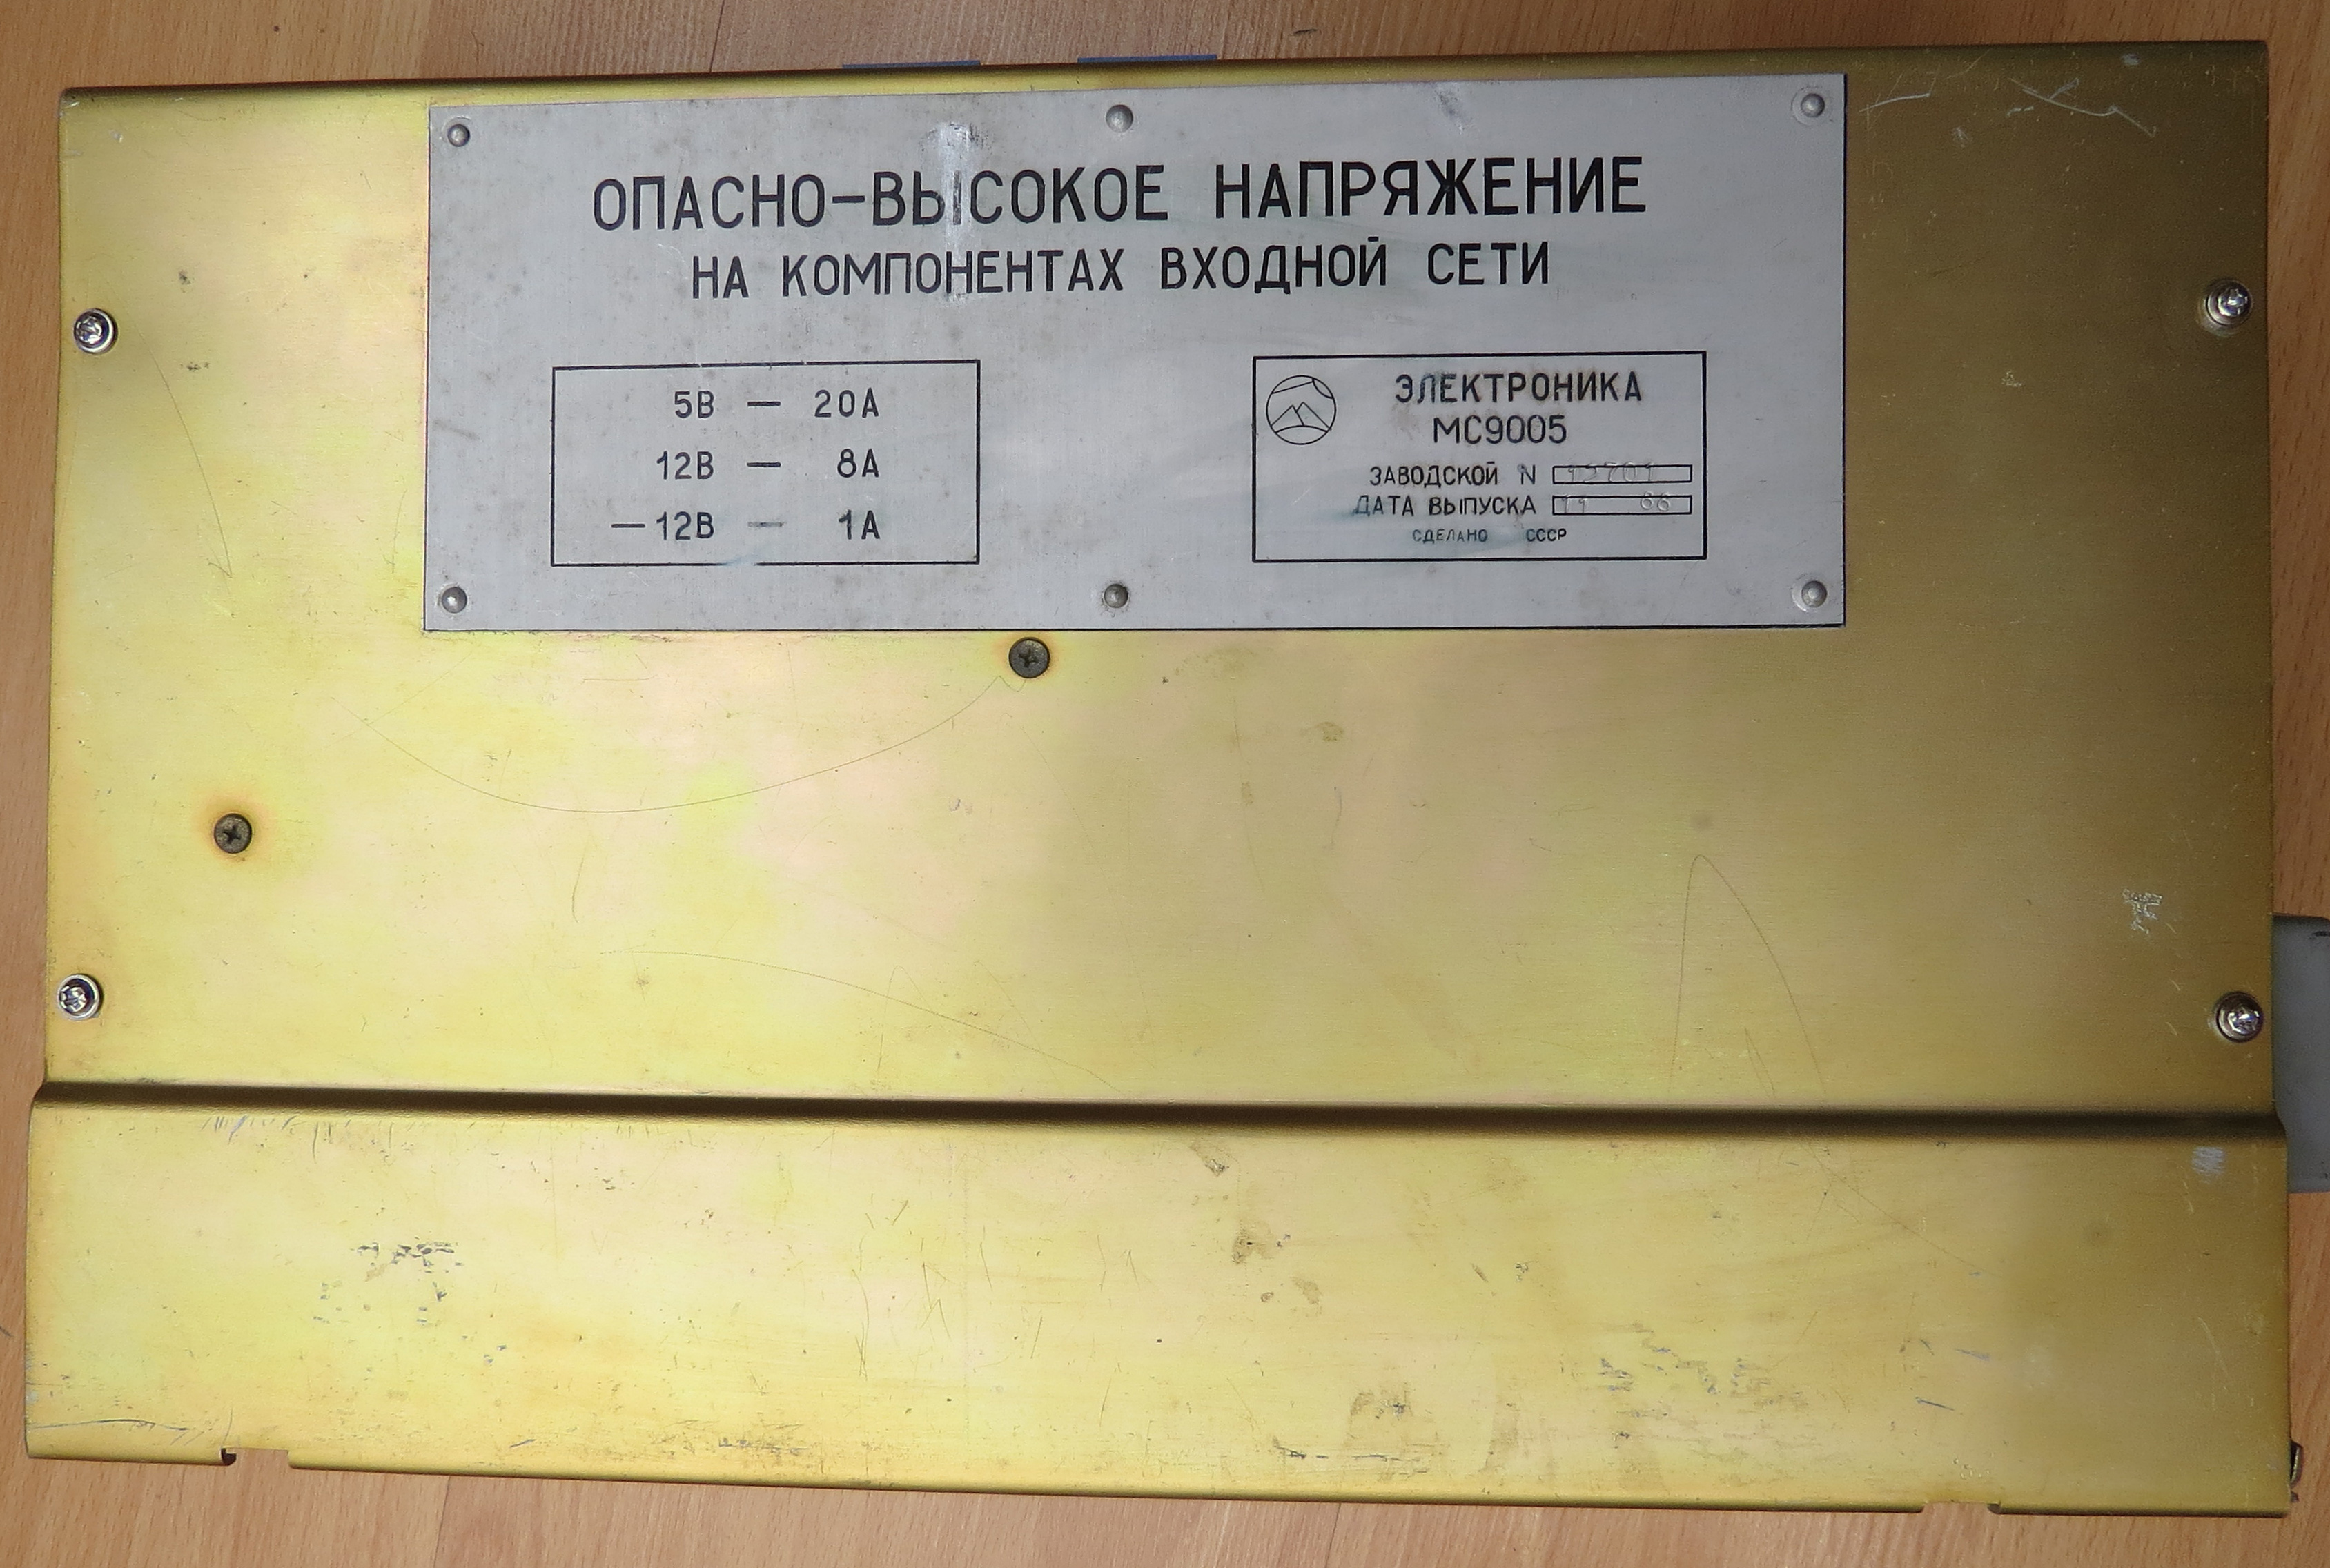 ОПАСНО–ВЫСОКОЕ НАПРЯЖЕНИЕ
НА КОМПОНЕНТАХ ВХОДНОЙ СЕТИ
5В — 20А
12В — 8А
—12В — 1А
ЭЛЕКТРОНИКА
МС9005
ЗАВОДСКОЙ N
ДАТА ВЫПУСКА
СДЕЛАНО СССР